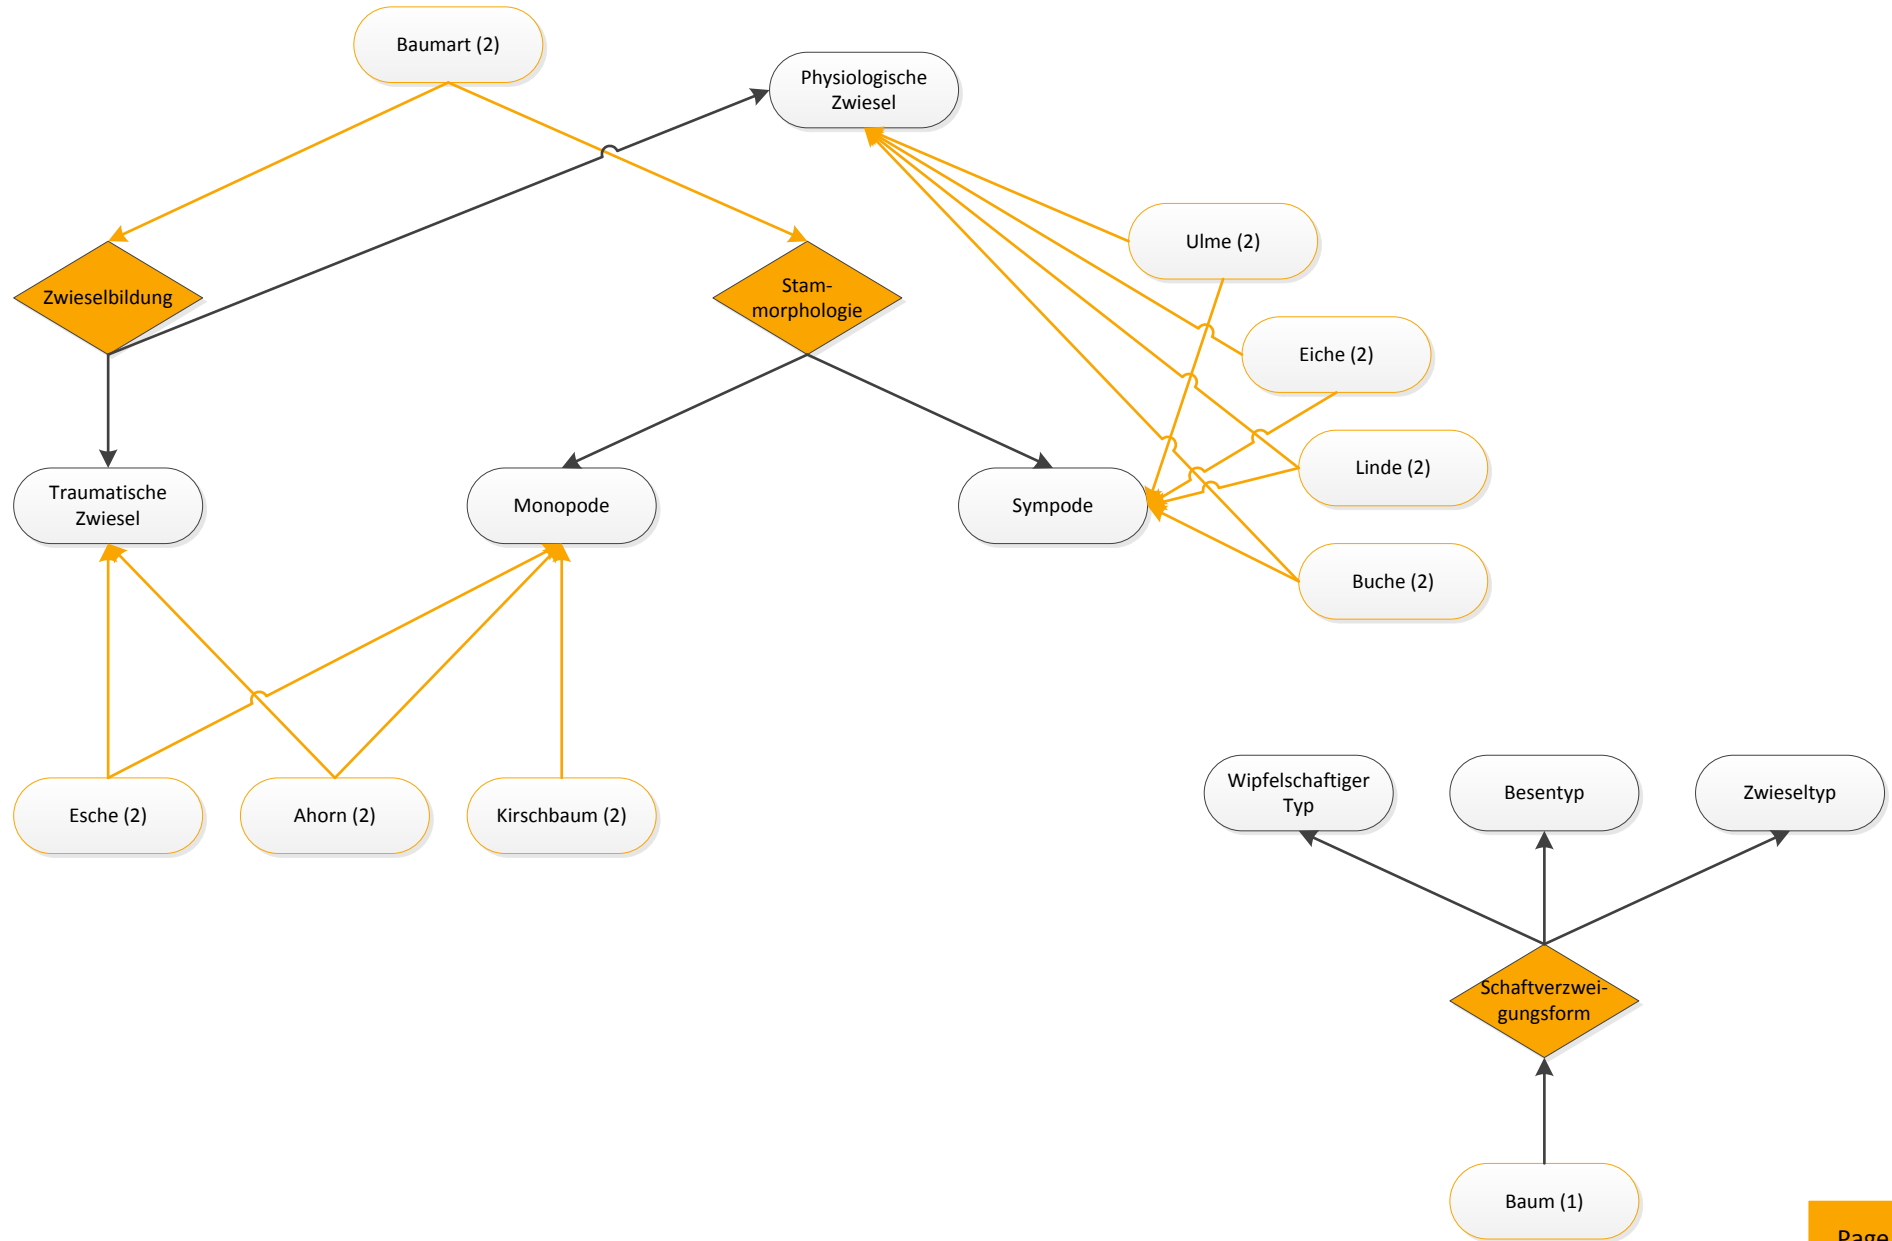 Baumart (2)
Physiologische
Zwiesel
Ulme (2)
Zwieselbildung
Stam-
morphologie
Eiche (2)
Linde (2)
Traumatische
Zwiesel
Monopode
Sympode
Buche (2)
Esche (2)
Ahorn (2)
Kirschbaum (2)
Wipfelschaftiger
Typ
Besentyp
Zwieseltyp
Schaftverzwei-
gungsform
Baum (1)
Page